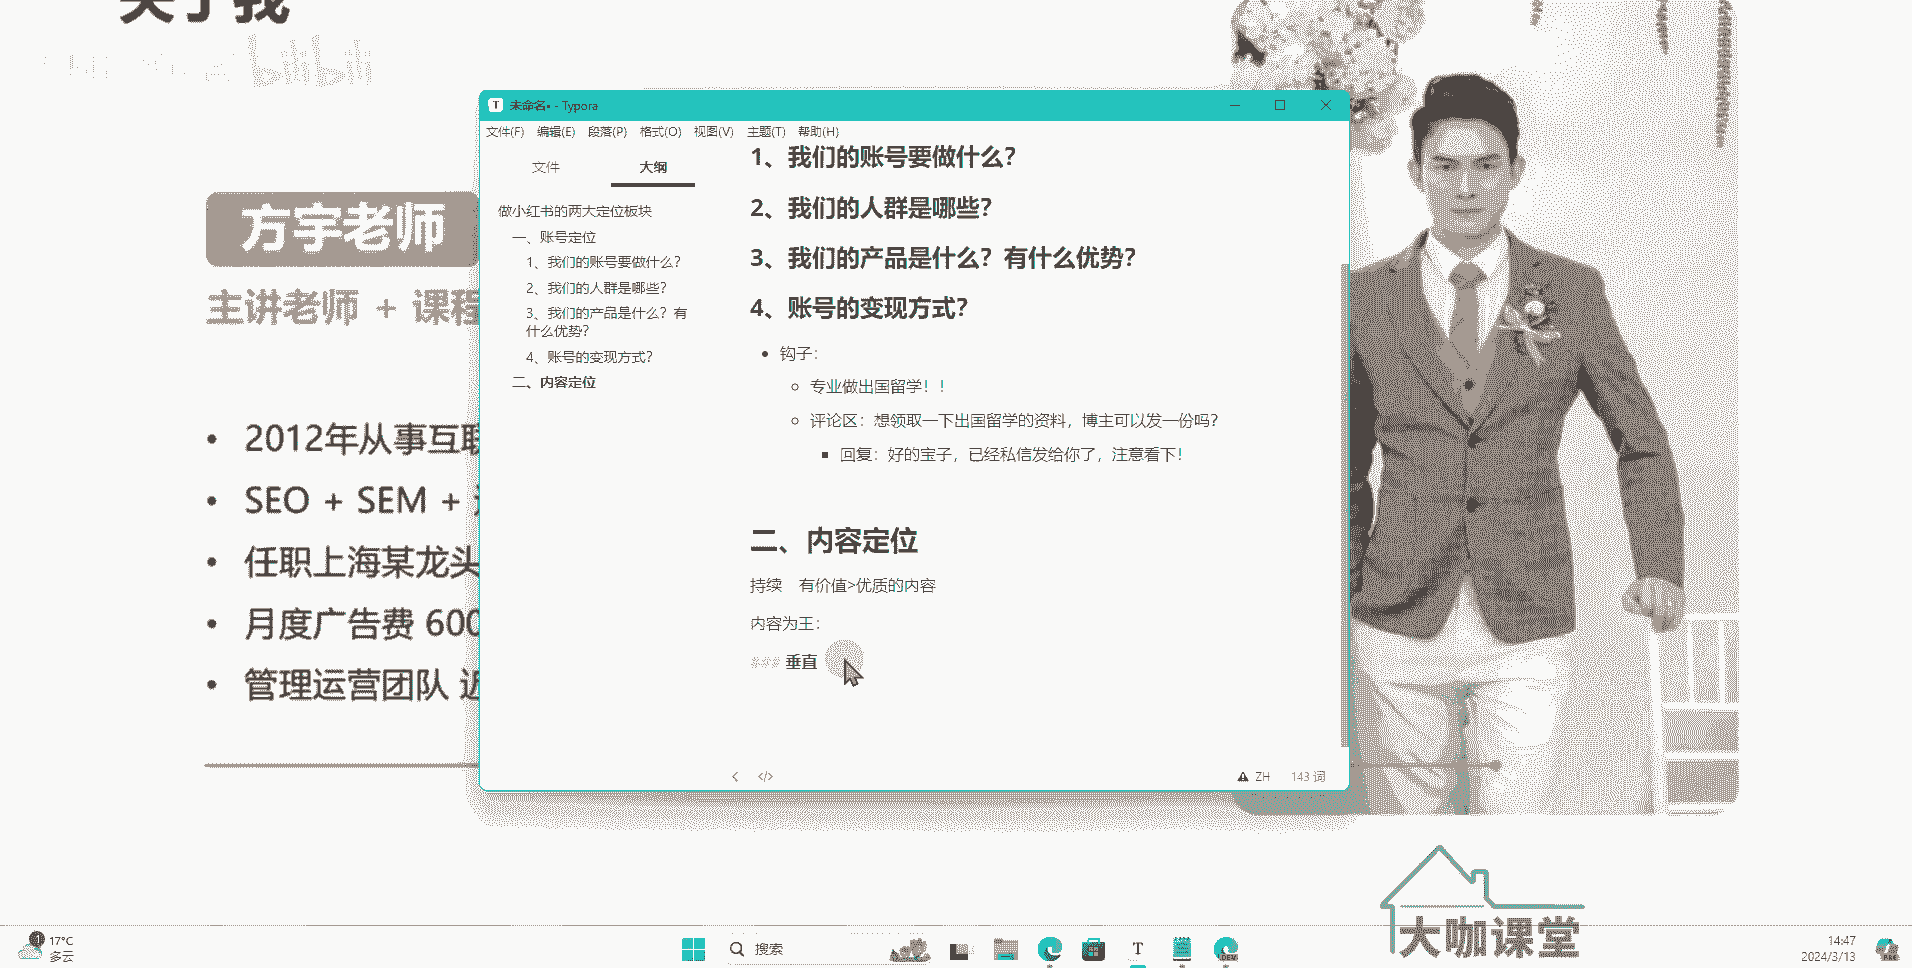 关于我
bilibili
方宇老师
主讲老师 + 课程
• 2012年从事互联
• SEO + SEM +
• 任职上海某龙头
• 月度广告费 600
• 管理运营团队 近
未命名• - Typora
文件(F) 编辑(E) 段落(P) 格式(O) 视图(V) 主题(T) 帮助(H)
文件 大纲
做小红书的两大定位板块
一、账号定位
1、我们的账号要做什么？
2、我们的人群是哪些？
3、我们的产品是什么？有
什么优势？
4、账号的变现方式？
二、内容定位
1、我们的账号要做什么？
2、我们的人群是哪些？
3、我们的产品是什么？有什么优势？
4、账号的变现方式？
• 钩子：
○ 专业做出国留学！！
○ 评论区：想领取一下出国留学的资料，博主可以发一份吗？
▪ 回复：好的宝子，已经私信发给你了，注意看下！
二、内容定位
持续 有价值>优质的内容
内容为王：
### 垂直
</> ZH 143 词
大咖课堂
1 17°C
多云
搜索
T
DEV
14:47
2024/3/13
PRE